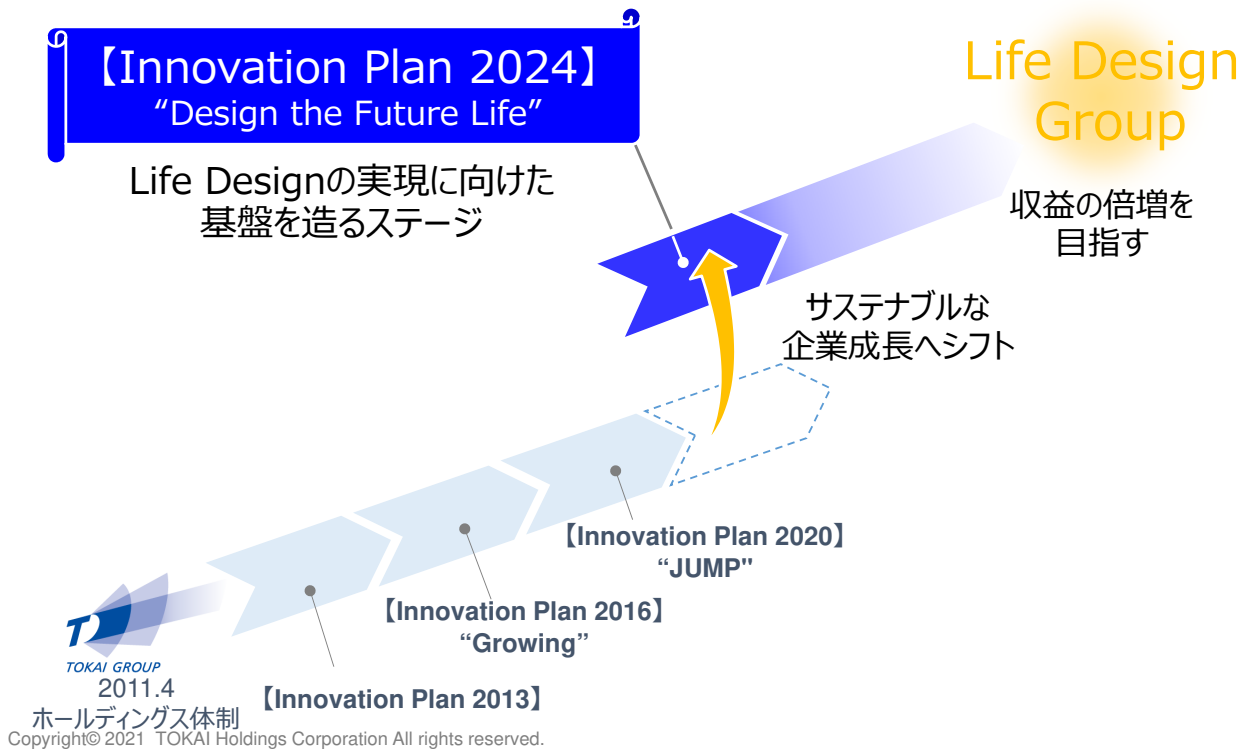 【Innovation Plan 2024】
“Design the Future Life”
Life Design
Group
Life Designの実現に向けた
基盤を造るステージ
収益の倍増を
目指す
サステナブルな
企業成長へシフト
【Innovation Plan 2020】
“JUMP"
【Innovation Plan 2016】
“Growing”
【Innovation Plan 2013】
T
TOKAI GROUP
2011.4
ホールディングス体制
Copyright© 2021 TOKAI Holdings Corporation All rights reserved.